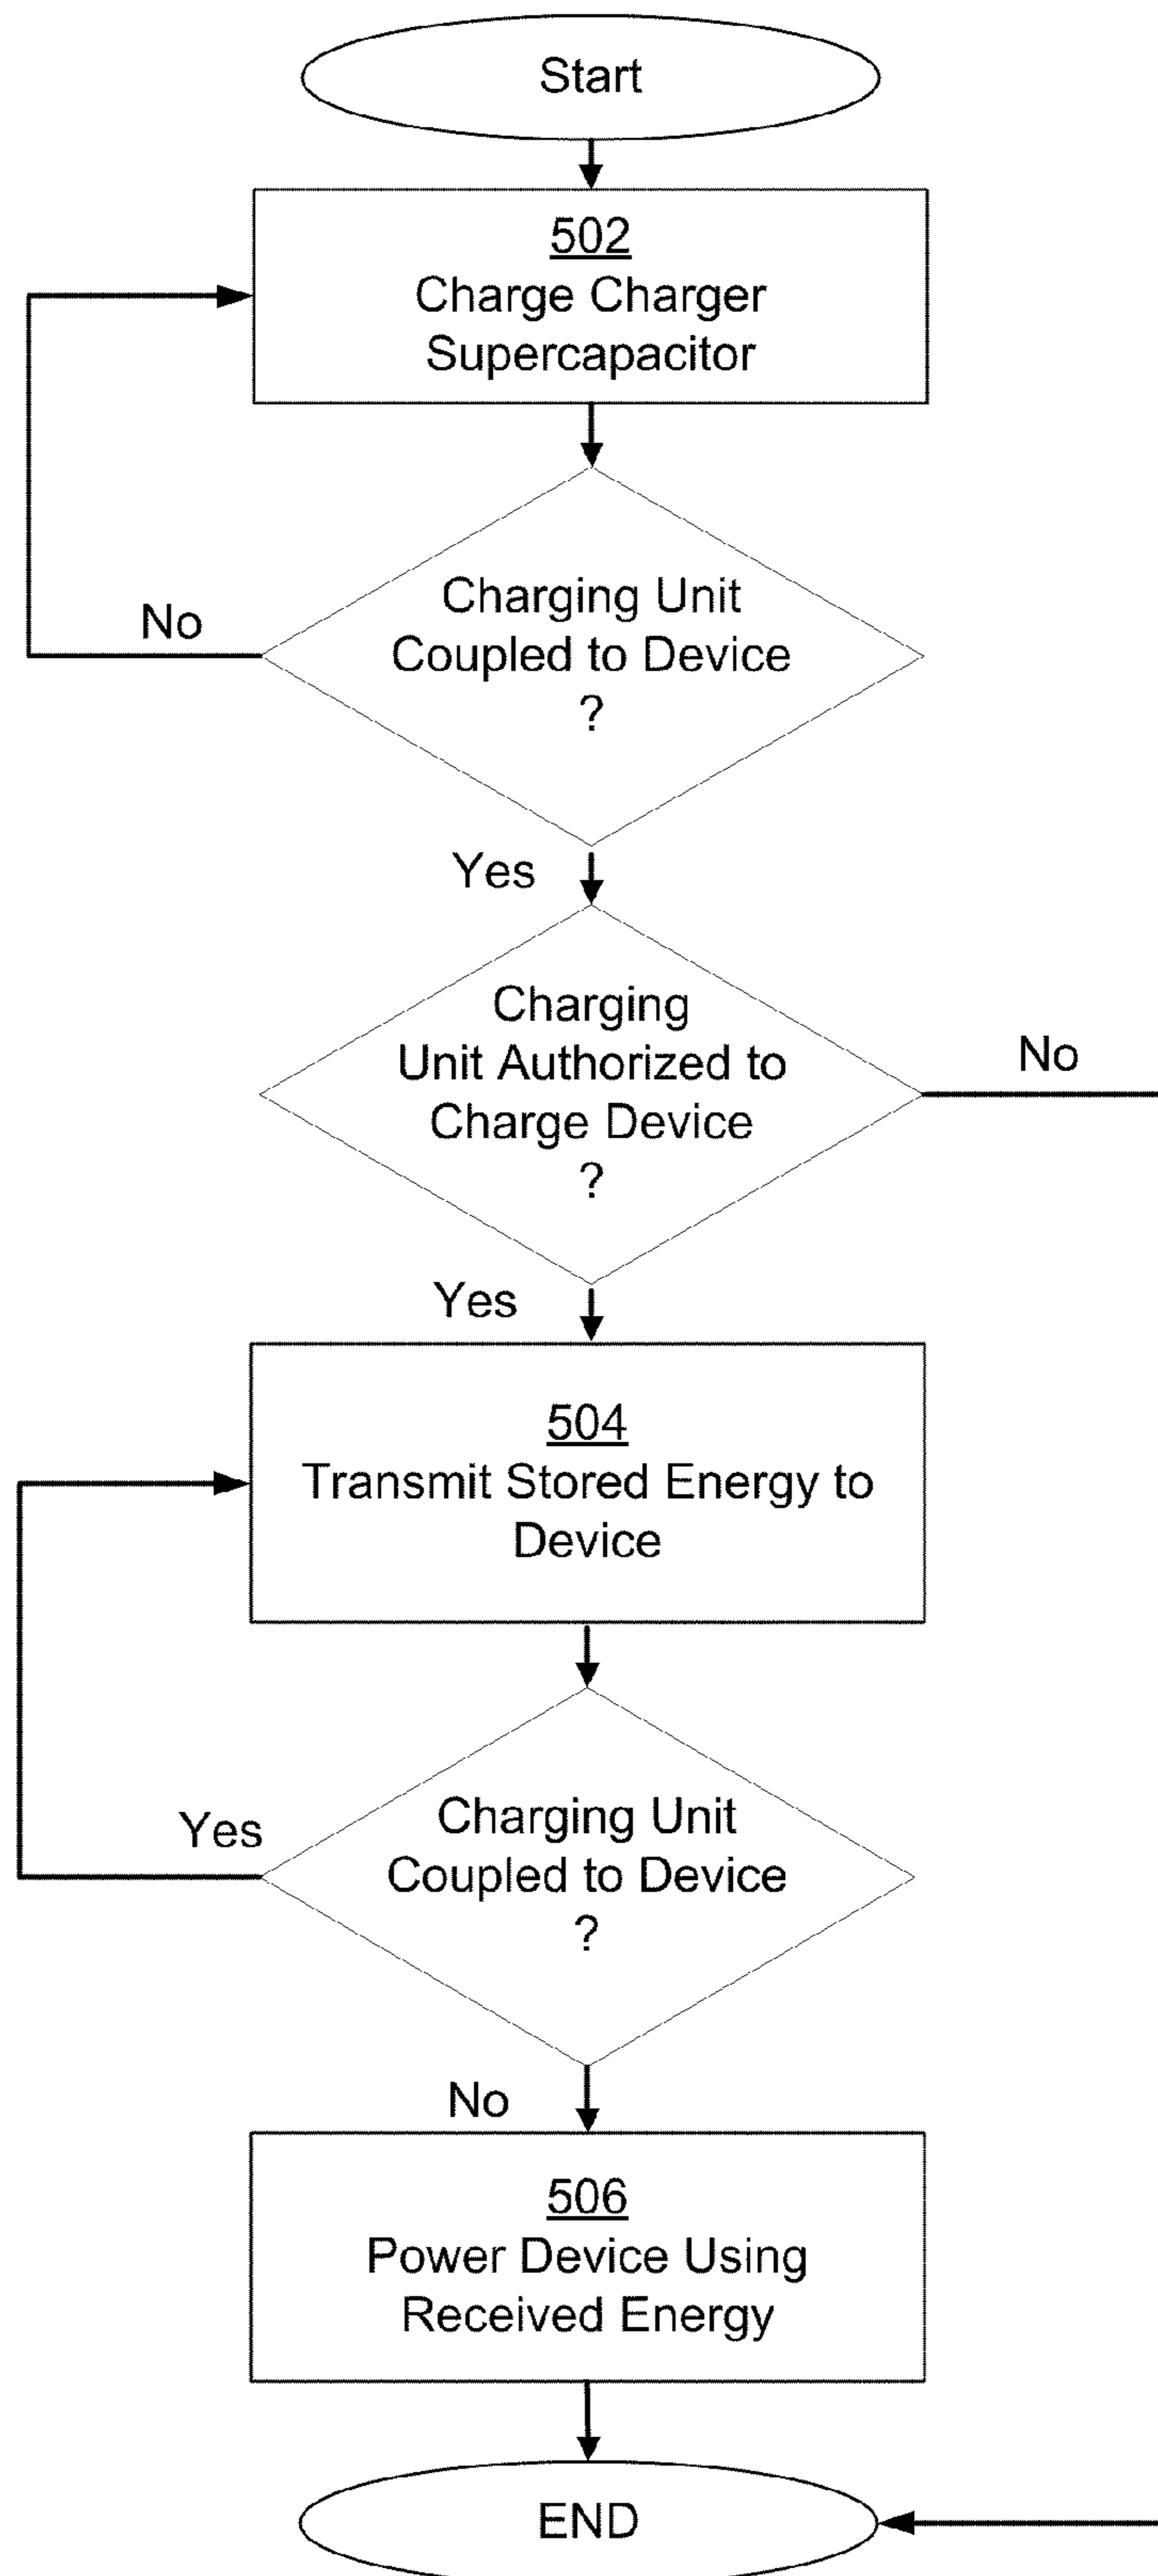 Start
502
Charge Charger
Supercapacitor
Charging Unit
Coupled to Device
?
No
Yes
Charging
Unit Authorized to
Charge Device
?
No
Yes
504
Transmit Stored Energy to
Device
Charging Unit
Coupled to Device
?
Yes
No
506
Power Device Using
Received Energy
END